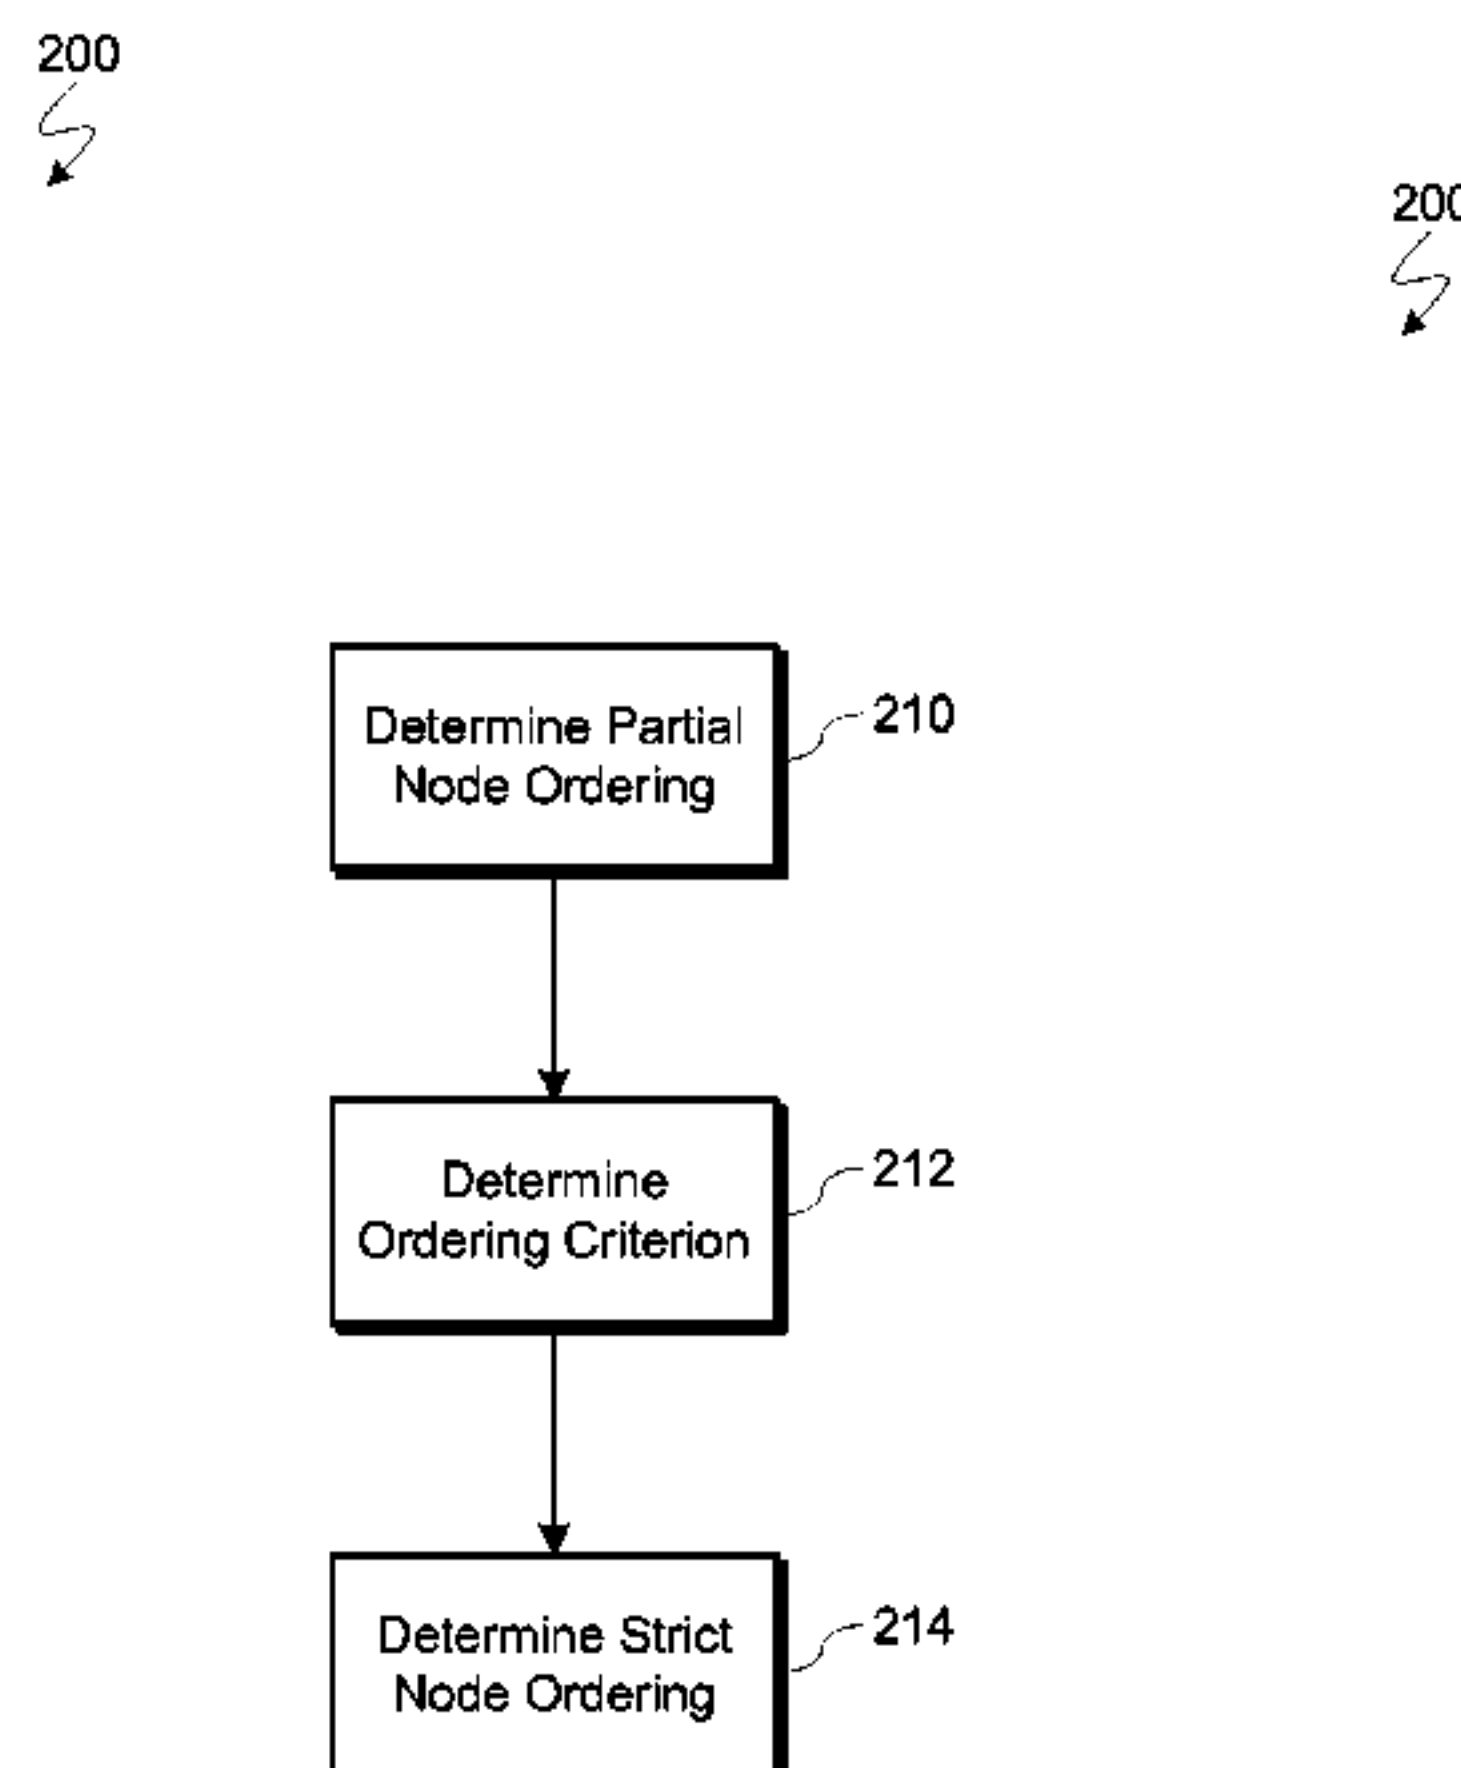 200
200
Determine Partial
Node Ordering
210
Determine
Ordering Criterion
212
Determine Strict
Node Ordering
214